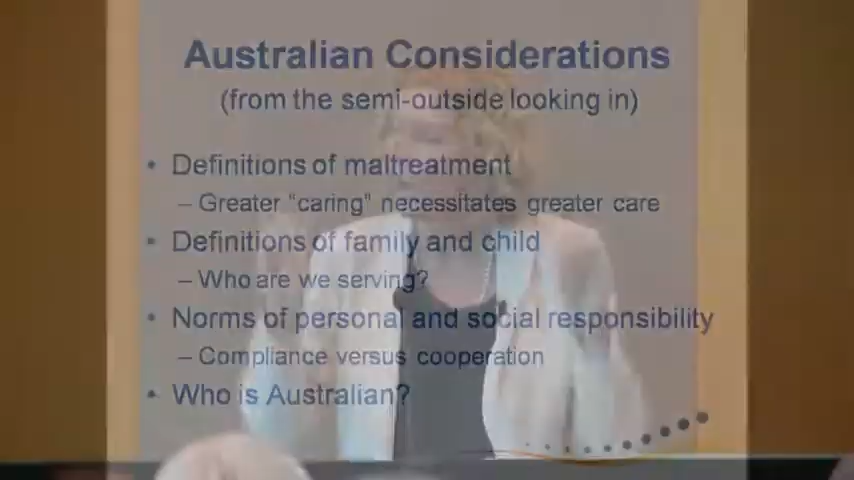 Australian Considerations
(from the semi-outside looking in)
• Definitions of maltreatment
– Greater "caring" necessitates greater care
• Definitions of family and child
– Who are we serving?
• Norms of personal and social responsibility
– Compliance versus cooperation
• Who is Australian?